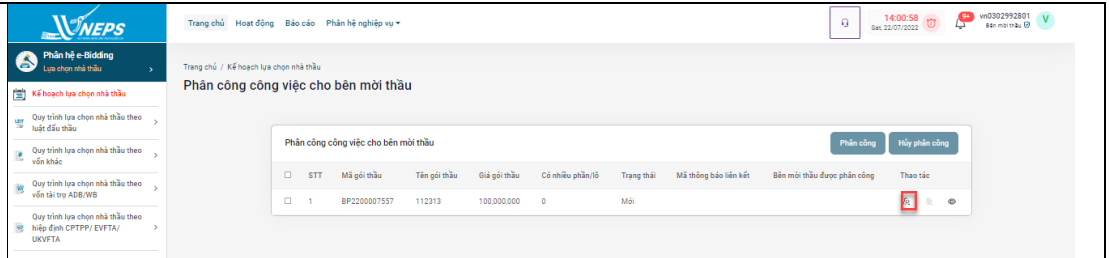 VNEPS
Trang chủ Hoạt động Báo cáo Phân hệ nghiệp vụ
14:00:58
Sat, 22/07/2022
9+
vn0302992801
Bên mời thầu
V
Phân hệ e-Bidding
Lựa chọn nhà thầu
Kế hoạch lựa chọn nhà thầu
Quy trình lựa chọn nhà thầu theo
luật đấu thầu
Quy trình lựa chọn nhà thầu theo
vốn khác
Quy trình lựa chọn nhà thầu theo
vốn tài trợ ADB/WB
Quy trình lựa chọn nhà thầu theo
hiệp định CPTPP/ EVFTA/
UKVFTA
Trang chủ / Kế hoạch lựa chọn nhà thầu
Phân công công việc cho bên mời thầu
Phân công công việc cho bên mời thầu
Phân công Hủy phân công
STT Mã gói thầu Tên gói thầu Giá gói thầu Có nhiều phần/lô Trạng thái Mã thông báo liên kết Bên mời thầu được phân công Thao tác
1 BP2200007557 112313 100,000,000 0 Mới